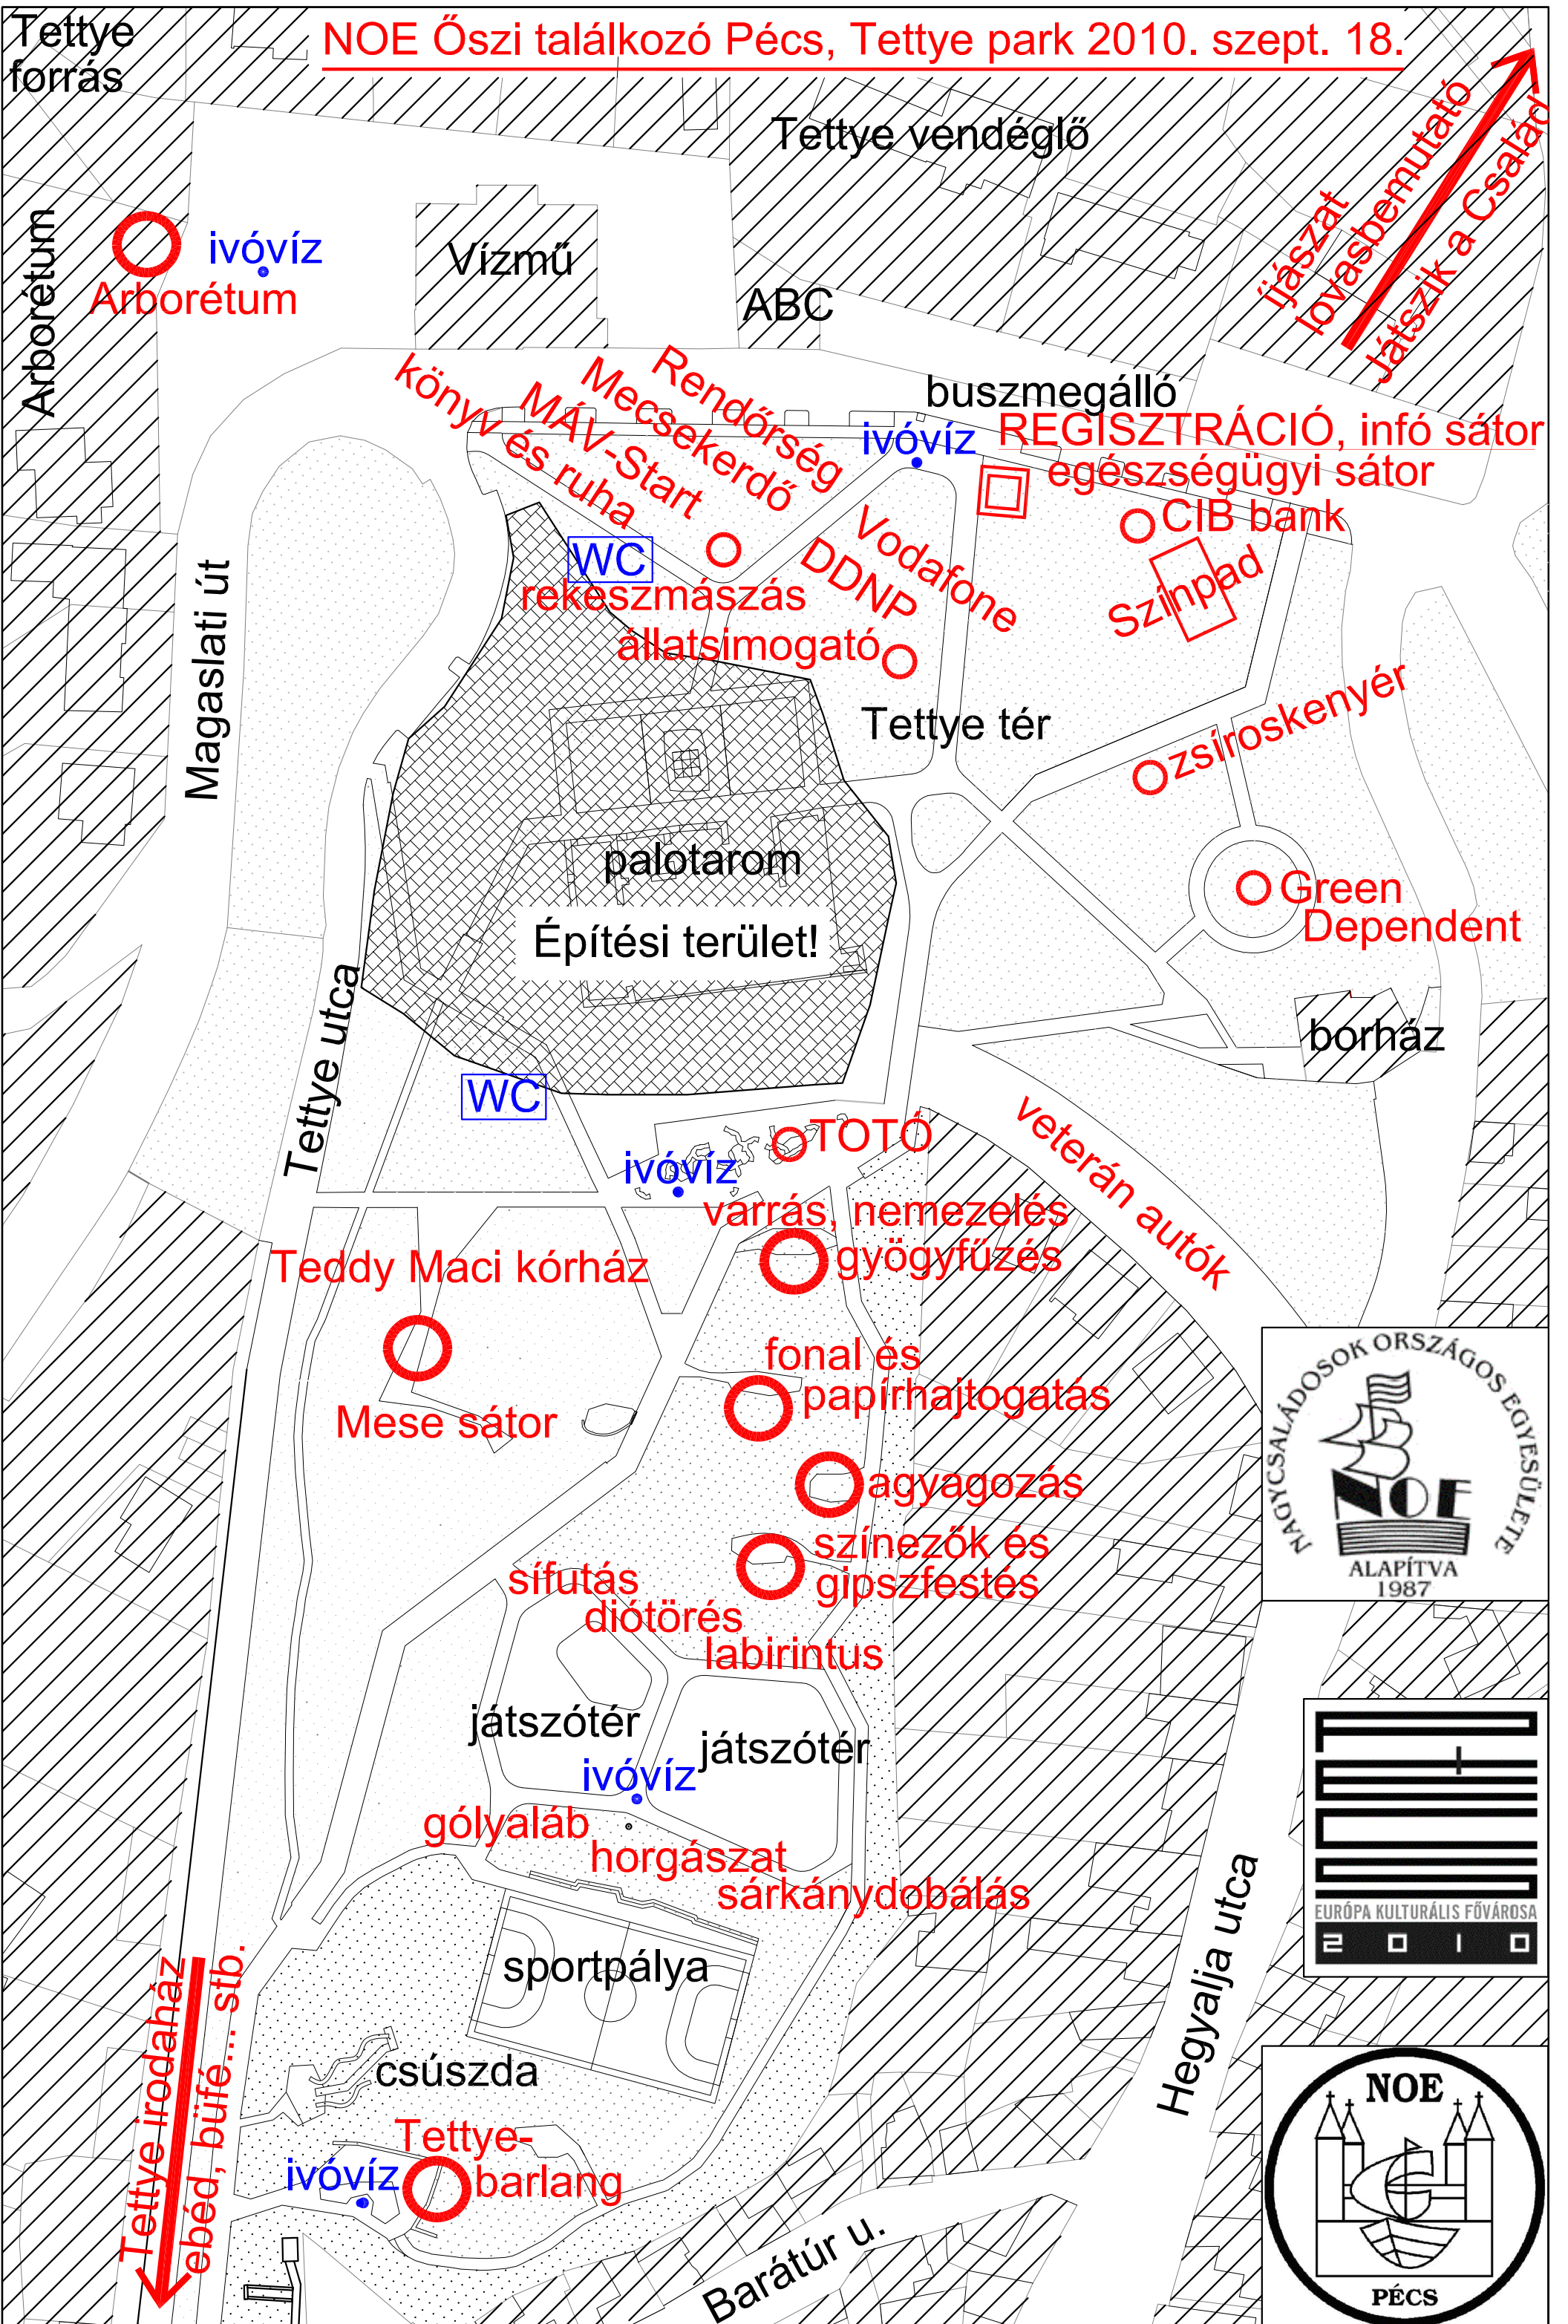 NOE Őszi találkozó Pécs, Tettye park 2010. szept. 18.
Tettye
forrás
Tettye vendéglő
íjászat
lovasbemutató
Játszik a Család
Arborétum
ivóvíz
Arborétum
Vízmű
ABC
buszmegálló
könyv és ruha
MÁV-Start
Mecsekerdő
Rendőrség
ivóvíz
REGISZTRÁCIÓ, infó sátor
egészségügyi sátor
CIB bank
Színpad
WC
rekeszmászás
DDNP
Vodafone
állatsimogató
Magaslati út
Tettye tér
zsíroskenyér
palotarom
Építési terület!
Green
Dependent
borház
Tettye utca
WC
TOTÓ
ivóvíz
veterán autók
varrás, nemezelés
gyögyfűzés
Teddy Maci kórház
Mese sátor
fonal és
papírhajtogatás
agyagozás
színezők és
gipszfestés
NAGYCSALÁDOSOK ORSZÁGOS EGYESÜLETE
NOE
ALAPÍTVA
1987
sífutás
diótörés
labirintus
játszótér
játszótér
ivóvíz
gólyaláb
horgászat
sárkánydobálás
PÉCS
EURÓPA KULTURÁLIS FŐVÁROSA
2010
Hegyalja utca
sportpálya
csúszda
Tettye irodaház
ebéd, büfé... stb.
Tettye-
barlang
ivóvíz
Barátúr u.
NOE
PÉCS